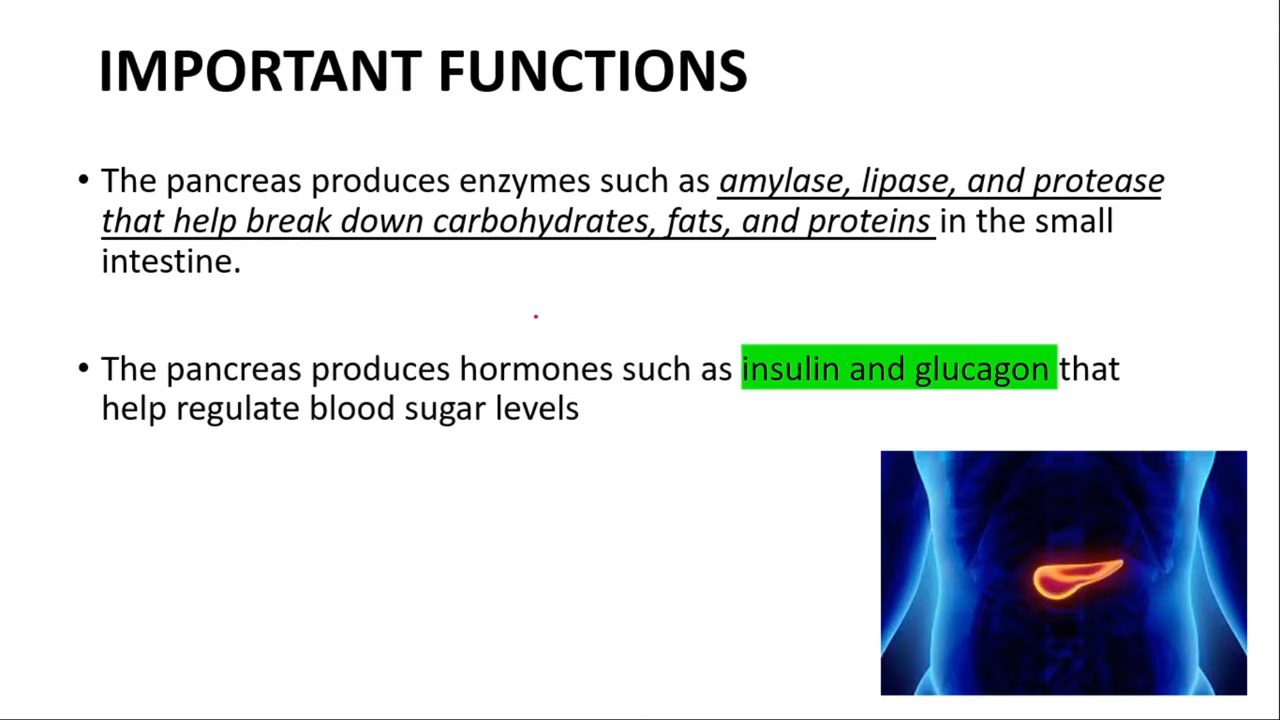 IMPORTANT FUNCTIONS
• The pancreas produces enzymes such as amylase, lipase, and protease
that help break down carbohydrates, fats, and proteins in the small
intestine.
• The pancreas produces hormones such as insulin and glucagon that
help regulate blood sugar levels